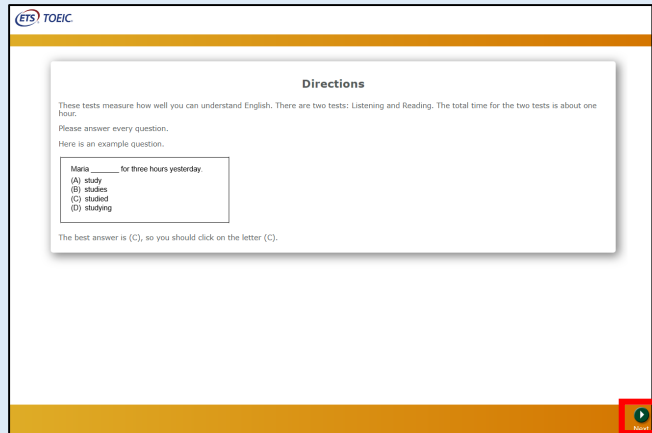 ETS TOEIC.
Directions
These tests measure how well you can understand English. There are two tests: Listening and Reading. The total time for the two tests is about one
hour.
Please answer every question.
Here is an example question.
Maria ______ for three hours yesterday.
(A) study
(B) studies
(C) studied
(D) studying
The best answer is (C), so you should click on the letter (C).
Next